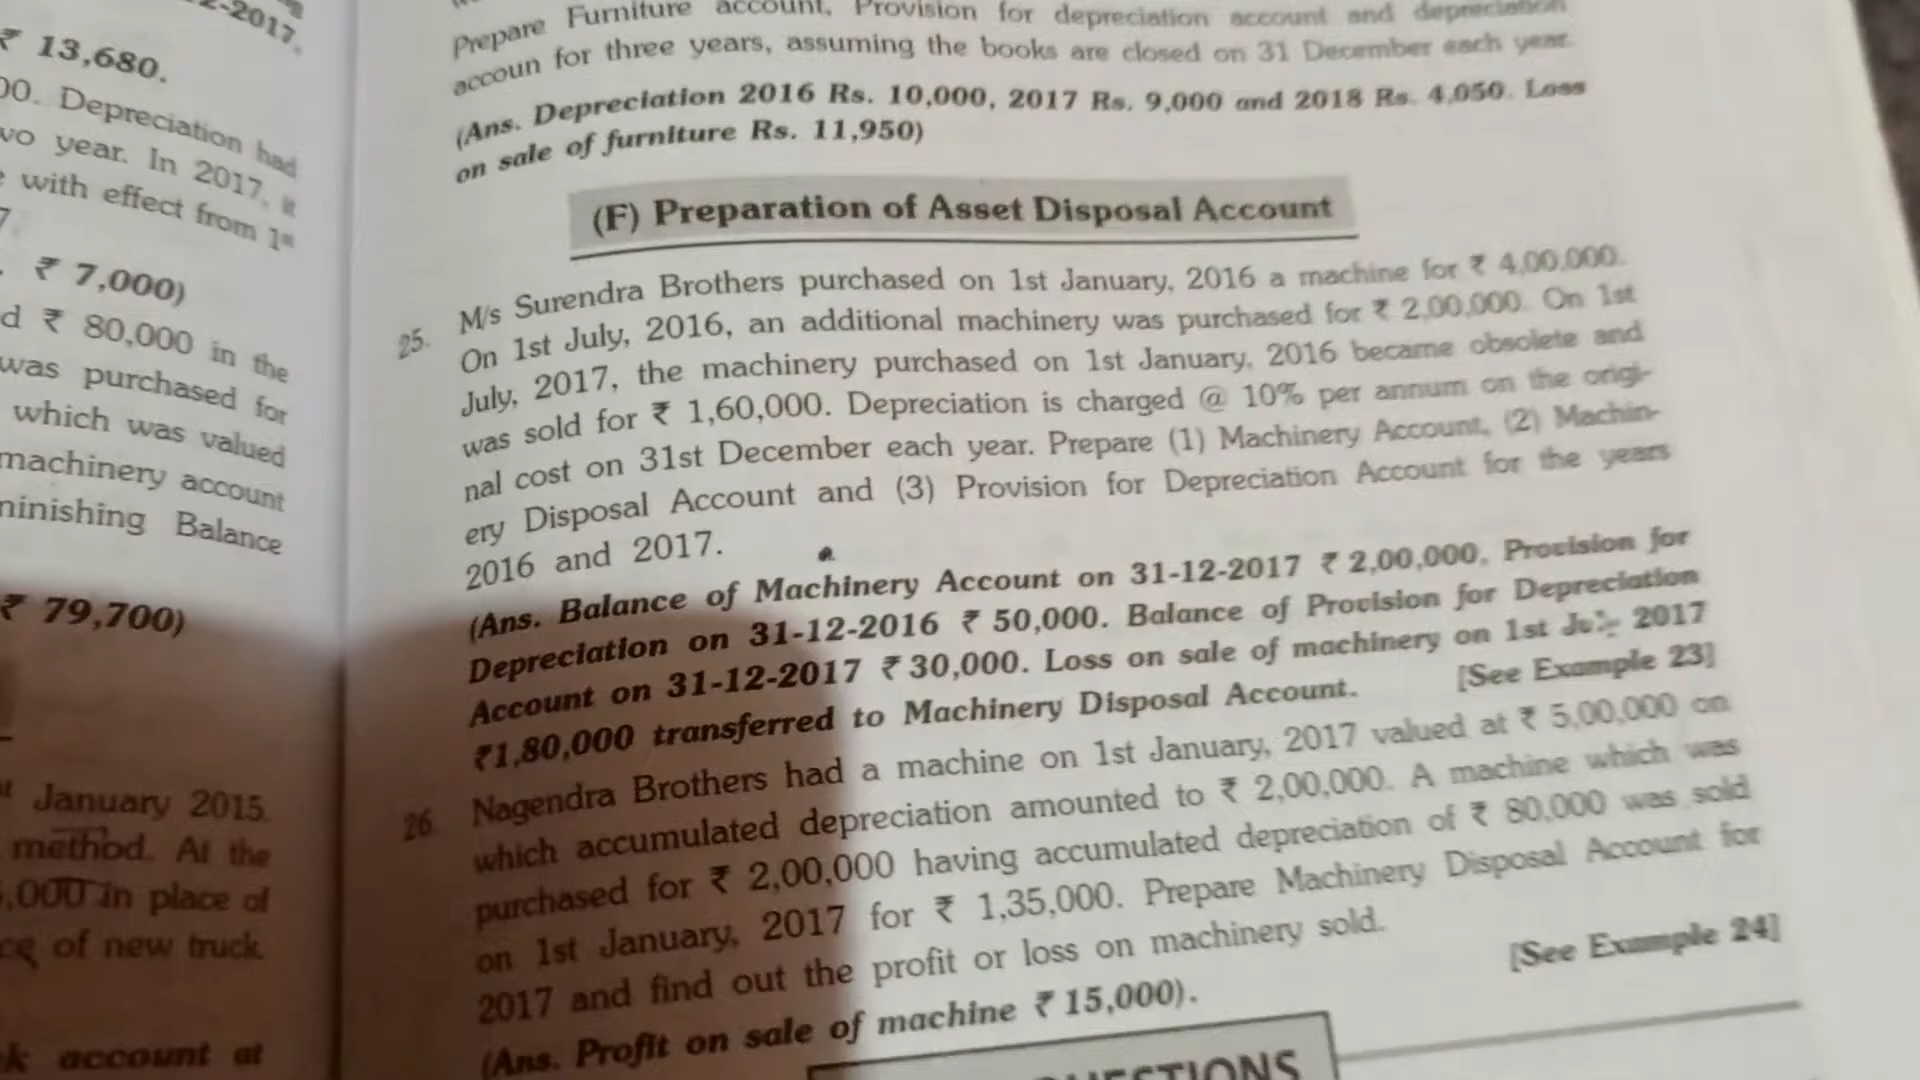 2-2017.
₹ 13,680.
00. Depreciation had
wo year. In 2017, it
e with effect from 1st
7.
. ₹ 7,000)
d ₹ 80,000 in the
was purchased for
which was valued
machinery account
minishing Balance
₹ 79,700)
st January 2015.
method. At the
,000 in place of
ce of new truck.
k account at
Prepare Furniture account, Provision for depreciation account and depreciation
accoun for three years, assuming the books are closed on 31 December each year.
(Ans. Depreciation 2016 Rs. 10,000, 2017 Rs. 9,000 and 2018 Rs. 4,050. Loss
on sale of furniture Rs. 11,950)
(F) Preparation of Asset Disposal Account
25. M/s Surendra Brothers purchased on 1st January, 2016 a machine for ₹ 4,00,000.
On 1st July, 2016, an additional machinery was purchased for ₹ 2,00,000. On 1st
July, 2017, the machinery purchased on 1st January, 2016 became obsolete and
was sold for ₹ 1,60,000. Depreciation is charged @ 10% per annum on the origi-
nal cost on 31st December each year. Prepare (1) Machinery Account, (2) Machin-
ery Disposal Account and (3) Provision for Depreciation Account for the years
2016 and 2017.
(Ans. Balance of Machinery Account on 31-12-2017 ₹ 2,00,000, Provision for
Depreciation on 31-12-2016 ₹ 50,000. Balance of Provision for Depreciation
Account on 31-12-2017 ₹ 30,000. Loss on sale of machinery on 1st July 2017
₹1,80,000 transferred to Machinery Disposal Account. [See Example 23]
26. Nagendra Brothers had a machine on 1st January, 2017 valued at ₹ 5,00,000 on
which accumulated depreciation amounted to ₹ 2,00,000. A machine which was
purchased for ₹ 2,00,000 having accumulated depreciation of ₹ 80,000 was sold
on 1st January, 2017 for ₹ 1,35,000. Prepare Machinery Disposal Account for
2017 and find out the profit or loss on machinery sold.
(Ans. Profit on sale of machine ₹ 15,000). [See Example 24]